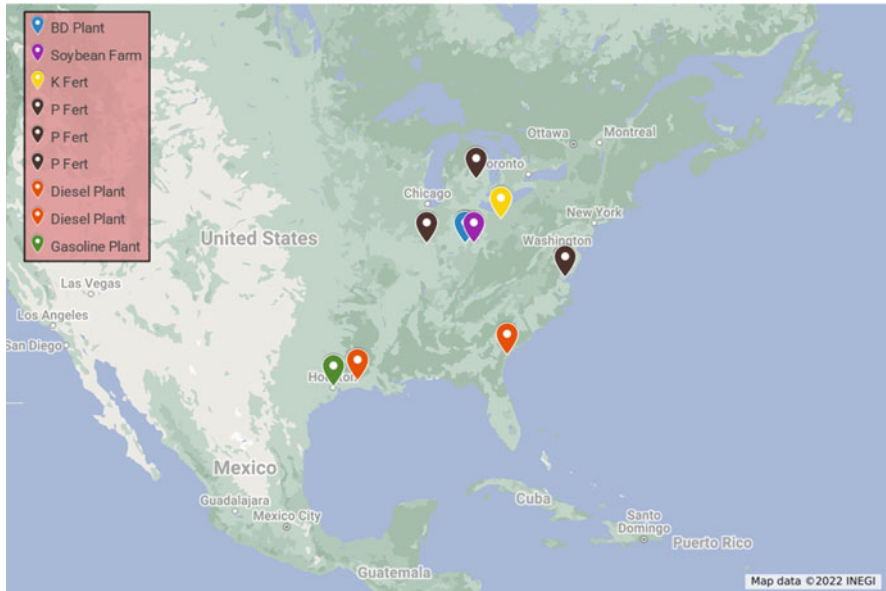 BD Plant
Soybean Farm
K Fert
P Fert
P Fert
P Fert
Diesel Plant
Diesel Plant
Gasoline Plant
Ottawa
Montreal
oronto
Chicago
New York
United States
Washington
Las Vegas
Los Angeles
San Diego
Ho
Mexico
Guadalajara
Mexico City
Cuba
Santo
Domingo
Puerto Rico
Guatemala
Map data ©2022 INEGI